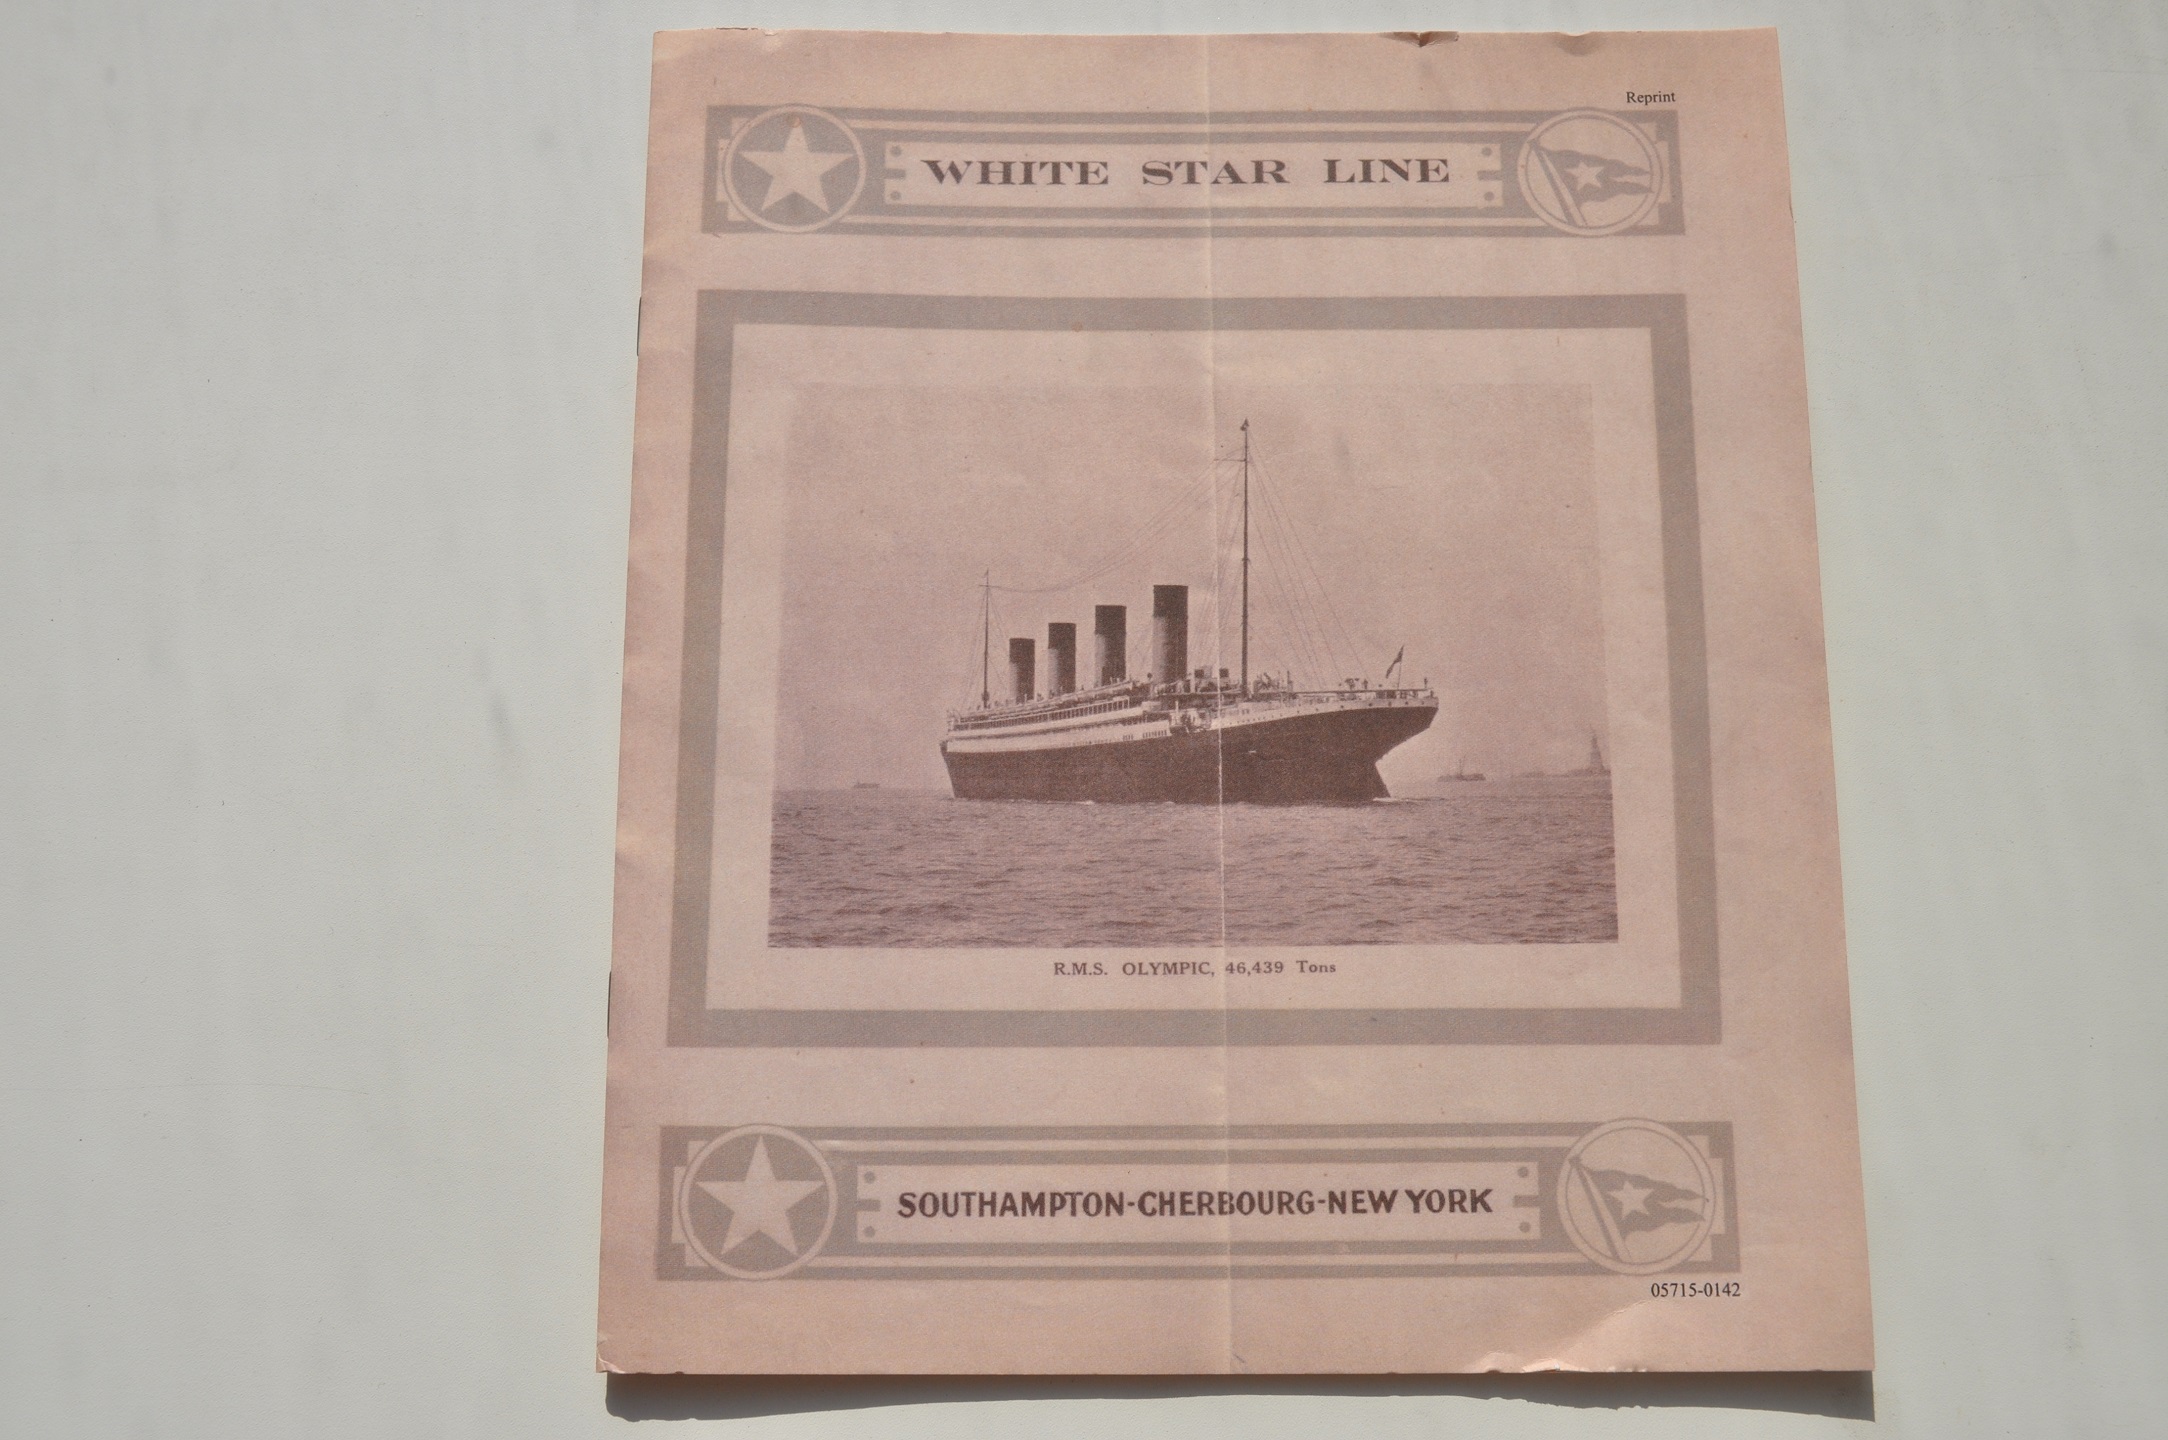 Reprint
WHITE STAR LINE
R.M.S. OLYMPIC, 46,439 Tons
SOUTHAMPTON-CHERBOURG-NEW YORK
05715-0142